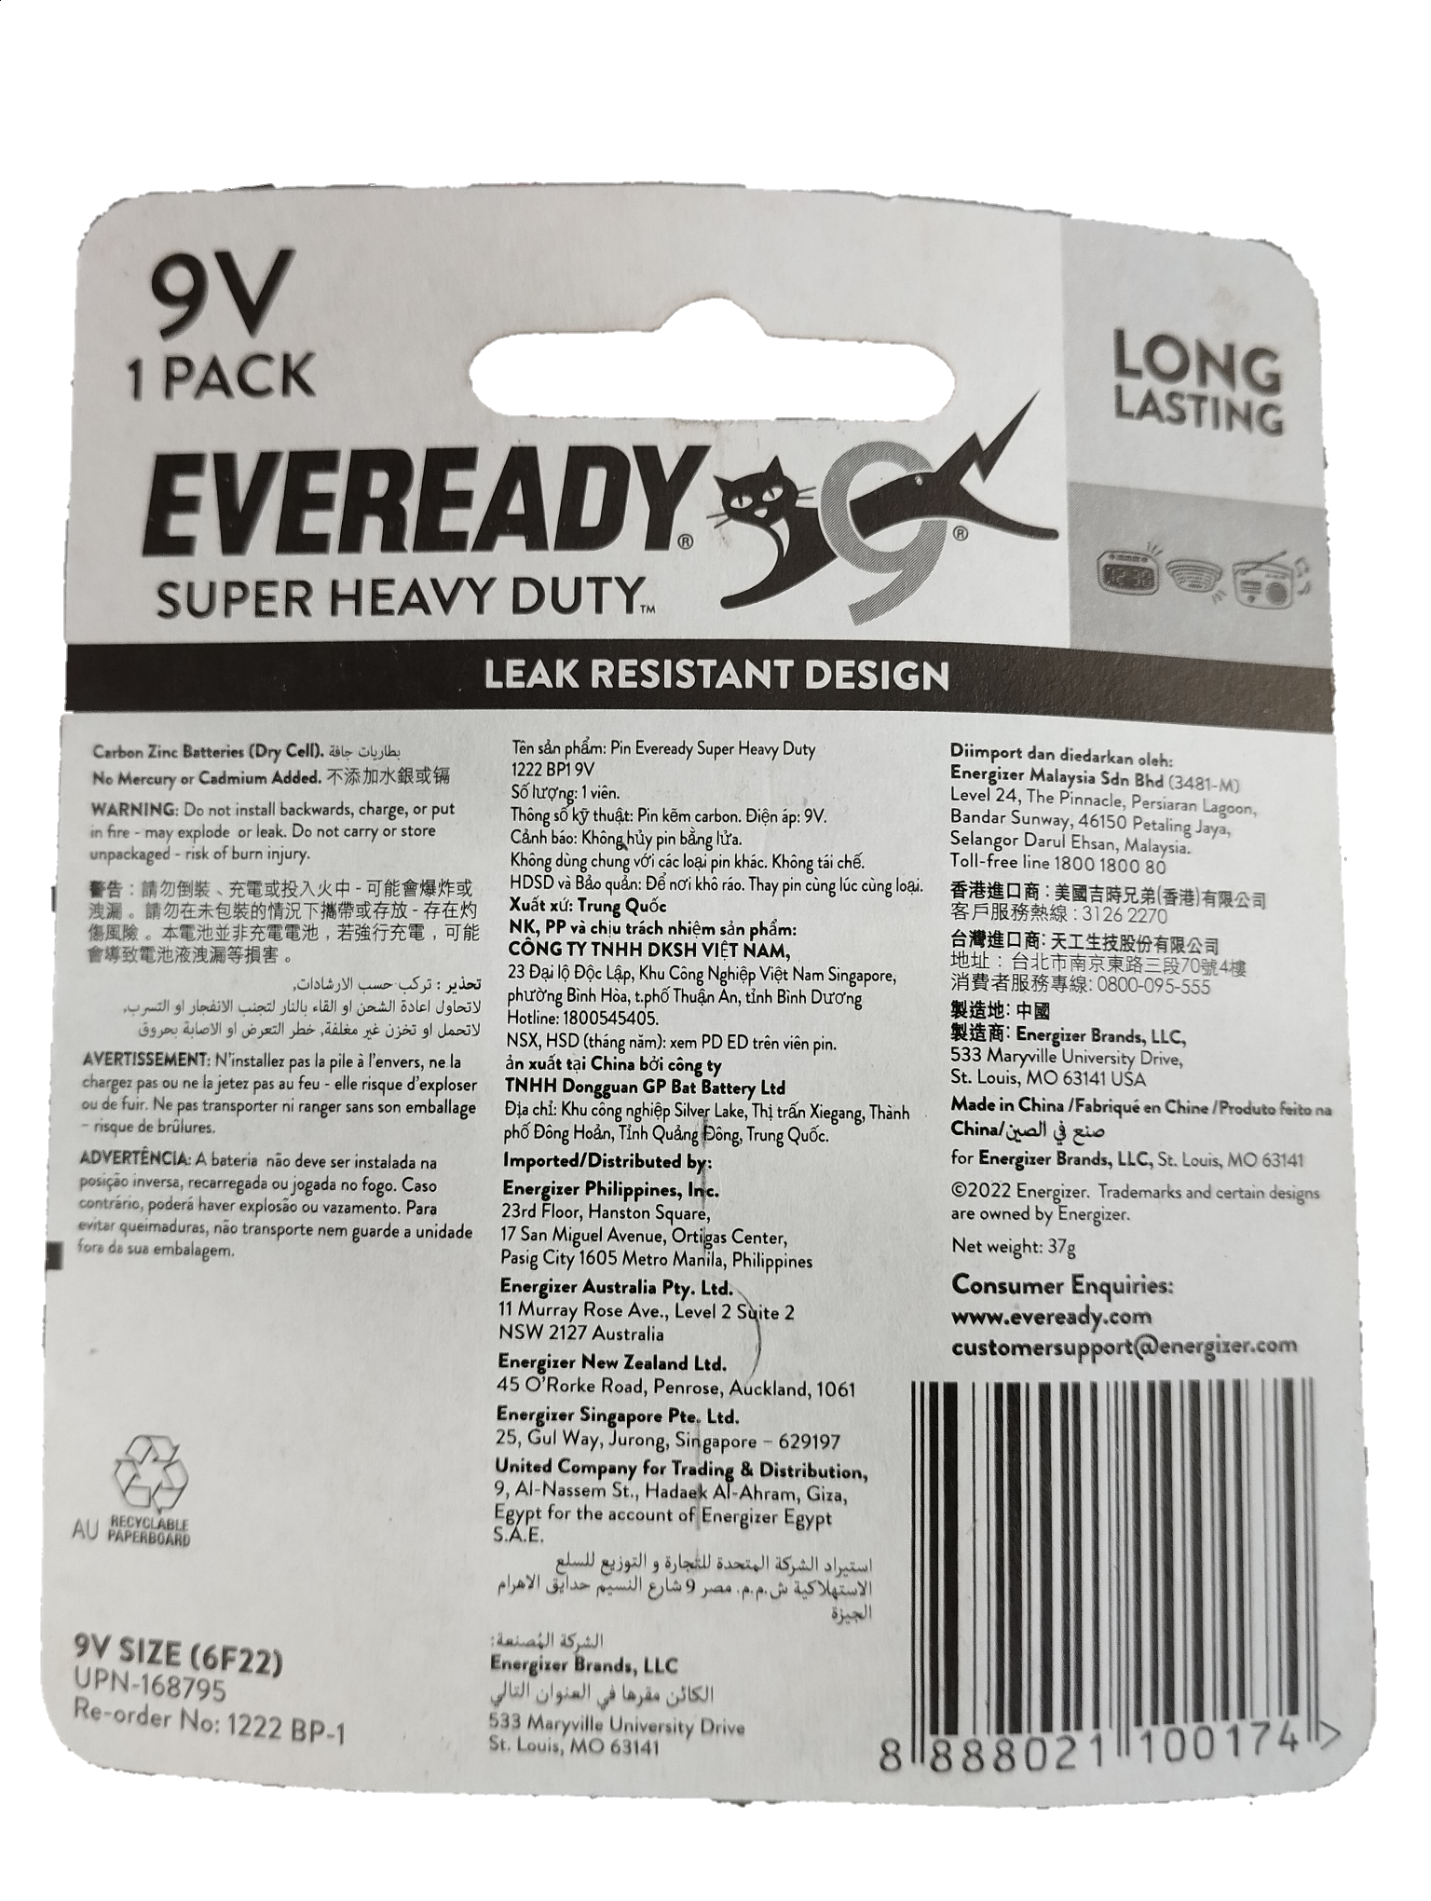 9V
1 PACK
EVEREADY®
SUPER HEAVY DUTY™
9
®
LONG
LASTING
12:30
LEAK RESISTANT DESIGN
Carbon Zinc Batteries (Dry Cell). بطاريات جافة
No Mercury or Cadmium Added. 不添加水銀或镉
WARNING: Do not install backwards, charge, or put
in fire - may explode or leak. Do not carry or store
unpackaged - risk of burn injury.
警告：請勿倒裝、充電或投入火中 - 可能會爆炸或
洩漏。請勿在未包裝的情況下攜帶或存放 - 存在灼
傷風險。本電池並非充電電池，若強行充電，可能
會導致電池液洩漏等損害。
تحذير : تركب حسب الارشادات,
لاتحاول اعادة الشحن او القاء بالنار لتجنب الانفجار او التسرب,
لاتحمل او تخزن غير مغلفة, خطر التعرض او الاصابة بحروق
AVERTISSEMENT: N'installez pas la pile à l'envers, ne la
chargez pas ou ne la jetez pas au feu - elle risque d'exploser
ou de fuir. Ne pas transporter ni ranger sans son emballage
– risque de brûlures.
ADVERTÊNCIA: A bateria não deve ser instalada na
posição inversa, recarregada ou jogada no fogo. Caso
contrário, poderá haver explosão ou vazamento. Para
evitar queimaduras, não transporte nem guarde a unidade
fora da sua embalagem.
AU RECYCLABLE
PAPERBOARD
9V SIZE (6F22)
UPN-168795
Re-order No: 1222 BP-1
Tên sản phẩm: Pin Eveready Super Heavy Duty
1222 BP1 9V
Số lượng: 1 viên.
Thông số kỹ thuật: Pin kẽm carbon. Điện áp: 9V.
Cảnh báo: Không hủy pin bằng lửa.
Không dùng chung với các loại pin khác. Không tái chế.
HDSD và Bảo quản: Để nơi khô ráo. Thay pin cùng lúc cùng loại.
Xuất xứ: Trung Quốc
NK, PP và chịu trách nhiệm sản phẩm:
CÔNG TY TNHH DKSH VIỆT NAM,
23 Đại lộ Độc Lập, Khu Công Nghiệp Việt Nam Singapore,
phường Bình Hòa, t.phố Thuận An, tỉnh Bình Dương
Hotline: 1800545405.
NSX, HSD (tháng năm): xem PD ED trên viên pin.
ản xuất tại China bởi công ty
TNHH Dongguan GP Bat Battery Ltd
Địa chỉ: Khu công nghiệp Silver Lake, Thị trấn Xiegang, Thành
phố Đông Hoản, Tỉnh Quảng Đông, Trung Quốc.
Imported/Distributed by:
Energizer Philippines, Inc.
23rd Floor, Hanston Square,
17 San Miguel Avenue, Ortigas Center,
Pasig City 1605 Metro Manila, Philippines
Energizer Australia Pty. Ltd.
11 Murray Rose Ave., Level 2 Suite 2
NSW 2127 Australia
Energizer New Zealand Ltd.
45 O'Rorke Road, Penrose, Auckland, 1061
Energizer Singapore Pte. Ltd.
25, Gul Way, Jurong, Singapore – 629197
United Company for Trading & Distribution,
9, Al-Nassem St., Hadaek Al-Ahram, Giza,
Egypt for the account of Energizer Egypt
S.A.E.
استيراد الشركة المتحدة للتجارة و التوزيع للسلع
الاستهلاكية ش.م.م. مصر 9 شارع النسيم حدايق الاهرام
الجيزة
الشركة المُصنعة:
Energizer Brands, LLC
الكائن مقرها في العنوان التالي
533 Maryville University Drive
St. Louis, MO 63141
Diimport dan diedarkan oleh:
Energizer Malaysia Sdn Bhd (3481-M)
Level 24, The Pinnacle, Persiaran Lagoon,
Bandar Sunway, 46150 Petaling Jaya,
Selangor Darul Ehsan, Malaysia.
Toll-free line 1800 1800 80
香港進口商：美國吉時兄弟(香港)有限公司
客戶服務熱線 : 3126 2270
台灣進口商: 天工生技股份有限公司
地址：台北市南京東路三段70號4樓
消費者服務專線: 0800-095-555
製造地: 中國
製造商: Energizer Brands, LLC,
533 Maryville University Drive,
St. Louis, MO 63141 USA
Made in China /Fabriqué en Chine /Produto feito na
China/صنع في الصين
for Energizer Brands, LLC, St. Louis, MO 63141
©2022 Energizer. Trademarks and certain designs
are owned by Energizer.
Net weight: 37g
Consumer Enquiries:
www.eveready.com
customersupport@energizer.com
8 888021 100174 >